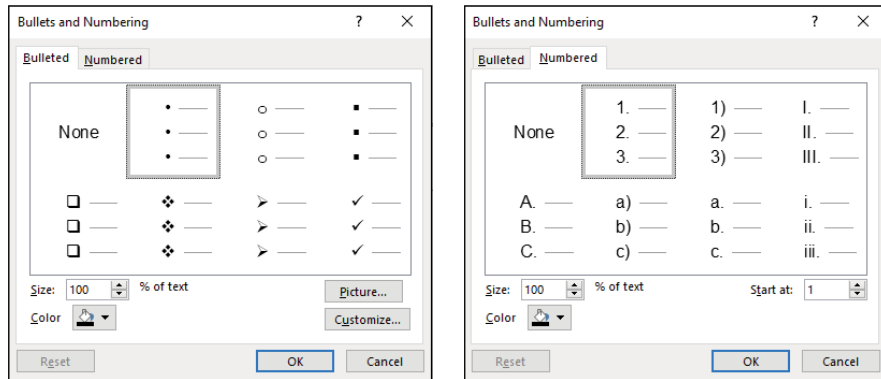 Bullets and Numbering ? ×
Bulleted Numbered
None
Size: 100 % of text
Picture...
Color
Customize...
Reset OK Cancel
Bullets and Numbering ? ×
Bulleted Numbered
None
1.
2.
3.
1)
2)
3)
I.
II.
III.
A.
B.
C.
a)
b)
c)
a.
b.
c.
i.
ii.
iii.
Size: 100 % of text Start at: 1
Color
Reset OK Cancel